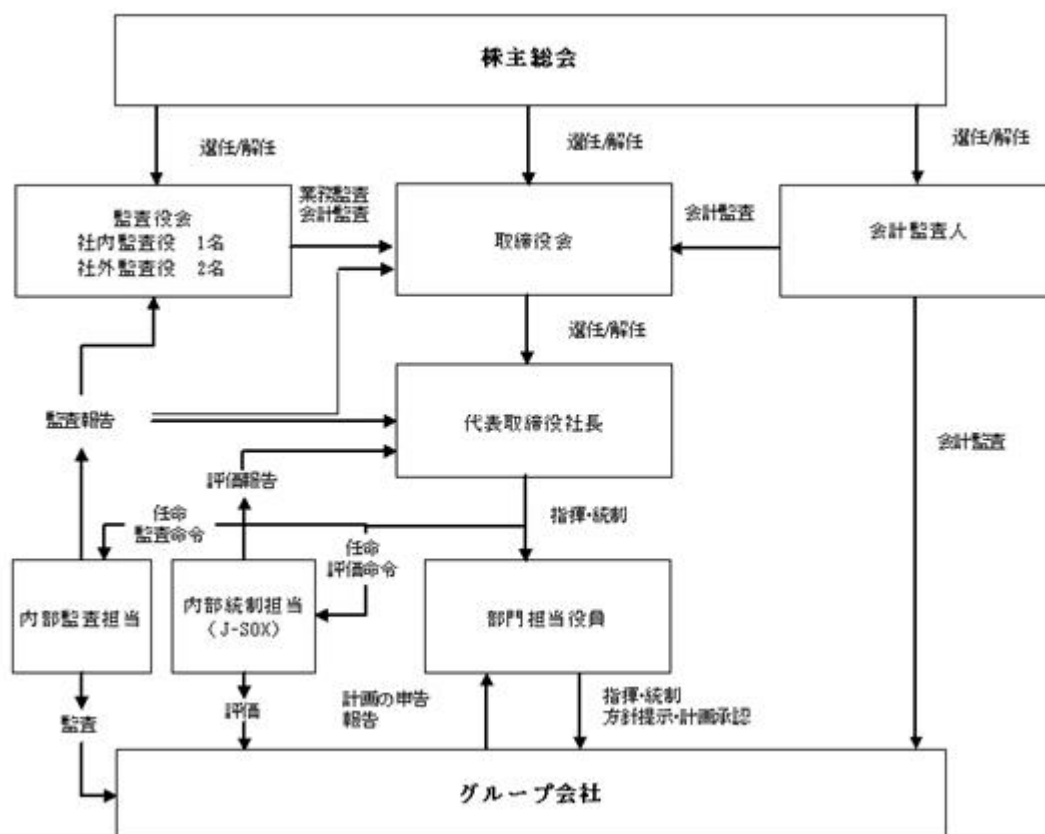 株主総会
選任/解任
選任/解任
選任/解任
監査役会
社内監査役 1名
社外監査役 2名
業務監査
会計監査
取締役会
会計監査
会計監査人
選任/解任
監査報告
代表取締役社長
会計監査
評価報告
任命
監査命令
指揮・統制
任命
評価命令
内部監査担当
内部統制担当
(J-SOX)
部門担当役員
監査
評価
計画の申告
報告
指揮・統制
方針提示・計画承認
グループ会社